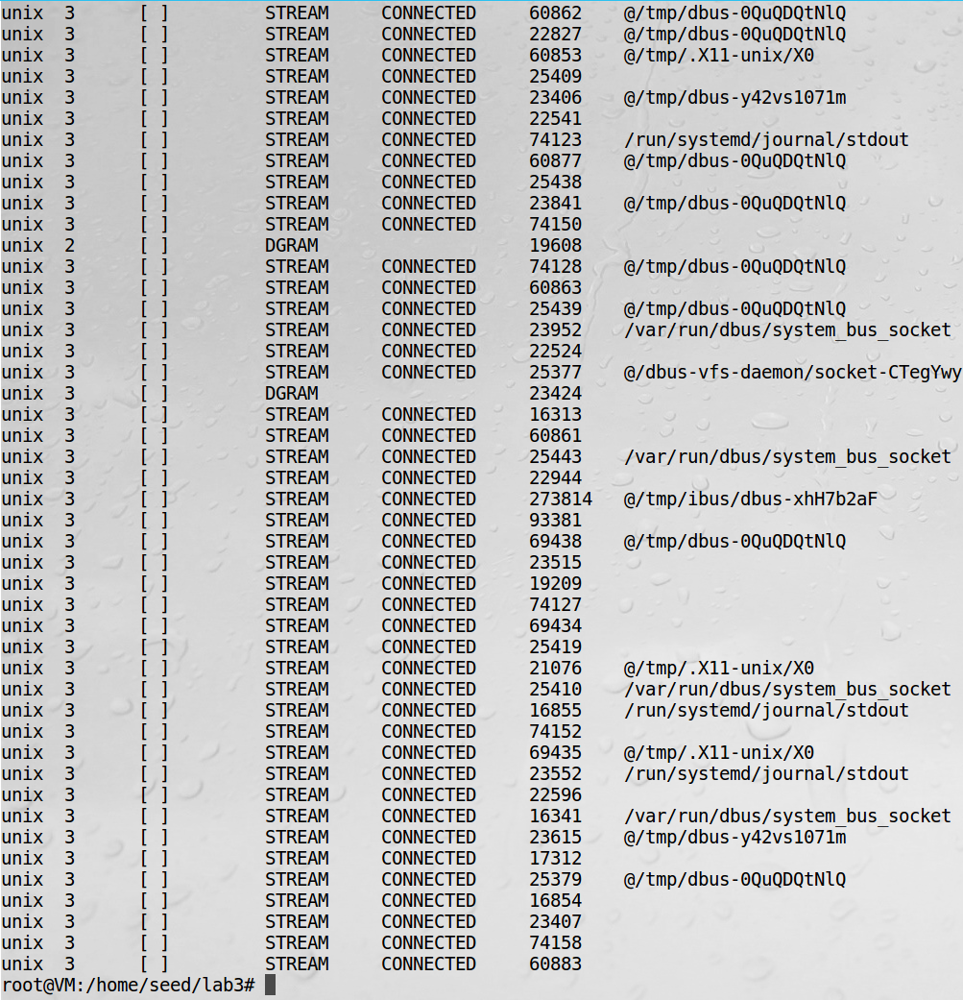 unix  3      [ ]         STREAM     CONNECTED     60862    @/tmp/dbus-0QuQDQtNlQ
unix  3      [ ]         STREAM     CONNECTED     22827    @/tmp/dbus-0QuQDQtNlQ
unix  3      [ ]         STREAM     CONNECTED     60853    @/tmp/.X11-unix/X0
unix  3      [ ]         STREAM     CONNECTED     25409
unix  3      [ ]         STREAM     CONNECTED     23406    @/tmp/dbus-y42vs1071m
unix  3      [ ]         STREAM     CONNECTED     22541
unix  3      [ ]         STREAM     CONNECTED     74123    /run/systemd/journal/stdout
unix  3      [ ]         STREAM     CONNECTED     60877    @/tmp/dbus-0QuQDQtNlQ
unix  3      [ ]         STREAM     CONNECTED     25438
unix  3      [ ]         STREAM     CONNECTED     23841    @/tmp/dbus-0QuQDQtNlQ
unix  3      [ ]         STREAM     CONNECTED     74150
unix  2      [ ]         DGRAM                    19608
unix  3      [ ]         STREAM     CONNECTED     74128    @/tmp/dbus-0QuQDQtNlQ
unix  3      [ ]         STREAM     CONNECTED     60863
unix  3      [ ]         STREAM     CONNECTED     25439    @/tmp/dbus-0QuQDQtNlQ
unix  3      [ ]         STREAM     CONNECTED     23952    /var/run/dbus/system_bus_socket
unix  3      [ ]         STREAM     CONNECTED     22524
unix  3      [ ]         STREAM     CONNECTED     25377    @/dbus-vfs-daemon/socket-CTegYwy
unix  3      [ ]         DGRAM                    23424
unix  3      [ ]         STREAM     CONNECTED     16313
unix  3      [ ]         STREAM     CONNECTED     60861
unix  3      [ ]         STREAM     CONNECTED     25443    /var/run/dbus/system_bus_socket
unix  3      [ ]         STREAM     CONNECTED     22944
unix  3      [ ]         STREAM     CONNECTED     273814   @/tmp/ibus/dbus-xhH7b2aF
unix  3      [ ]         STREAM     CONNECTED     93381
unix  3      [ ]         STREAM     CONNECTED     69438    @/tmp/dbus-0QuQDQtNlQ
unix  3      [ ]         STREAM     CONNECTED     23515
unix  3      [ ]         STREAM     CONNECTED     19209
unix  3      [ ]         STREAM     CONNECTED     74127
unix  3      [ ]         STREAM     CONNECTED     69434
unix  3      [ ]         STREAM     CONNECTED     25419
unix  3      [ ]         STREAM     CONNECTED     21076    @/tmp/.X11-unix/X0
unix  3      [ ]         STREAM     CONNECTED     25410    /var/run/dbus/system_bus_socket
unix  3      [ ]         STREAM     CONNECTED     16855    /run/systemd/journal/stdout
unix  3      [ ]         STREAM     CONNECTED     74152
unix  3      [ ]         STREAM     CONNECTED     69435    @/tmp/.X11-unix/X0
unix  3      [ ]         STREAM     CONNECTED     23552    /run/systemd/journal/stdout
unix  3      [ ]         STREAM     CONNECTED     22596
unix  3      [ ]         STREAM     CONNECTED     16341    /var/run/dbus/system_bus_socket
unix  3      [ ]         STREAM     CONNECTED     23615    @/tmp/dbus-y42vs1071m
unix  3      [ ]         STREAM     CONNECTED     17312
unix  3      [ ]         STREAM     CONNECTED     25379    @/tmp/dbus-0QuQDQtNlQ
unix  3      [ ]         STREAM     CONNECTED     16854
unix  3      [ ]         STREAM     CONNECTED     23407
unix  3      [ ]         STREAM     CONNECTED     74158
unix  3      [ ]         STREAM     CONNECTED     60883
root@VM:/home/seed/lab3#